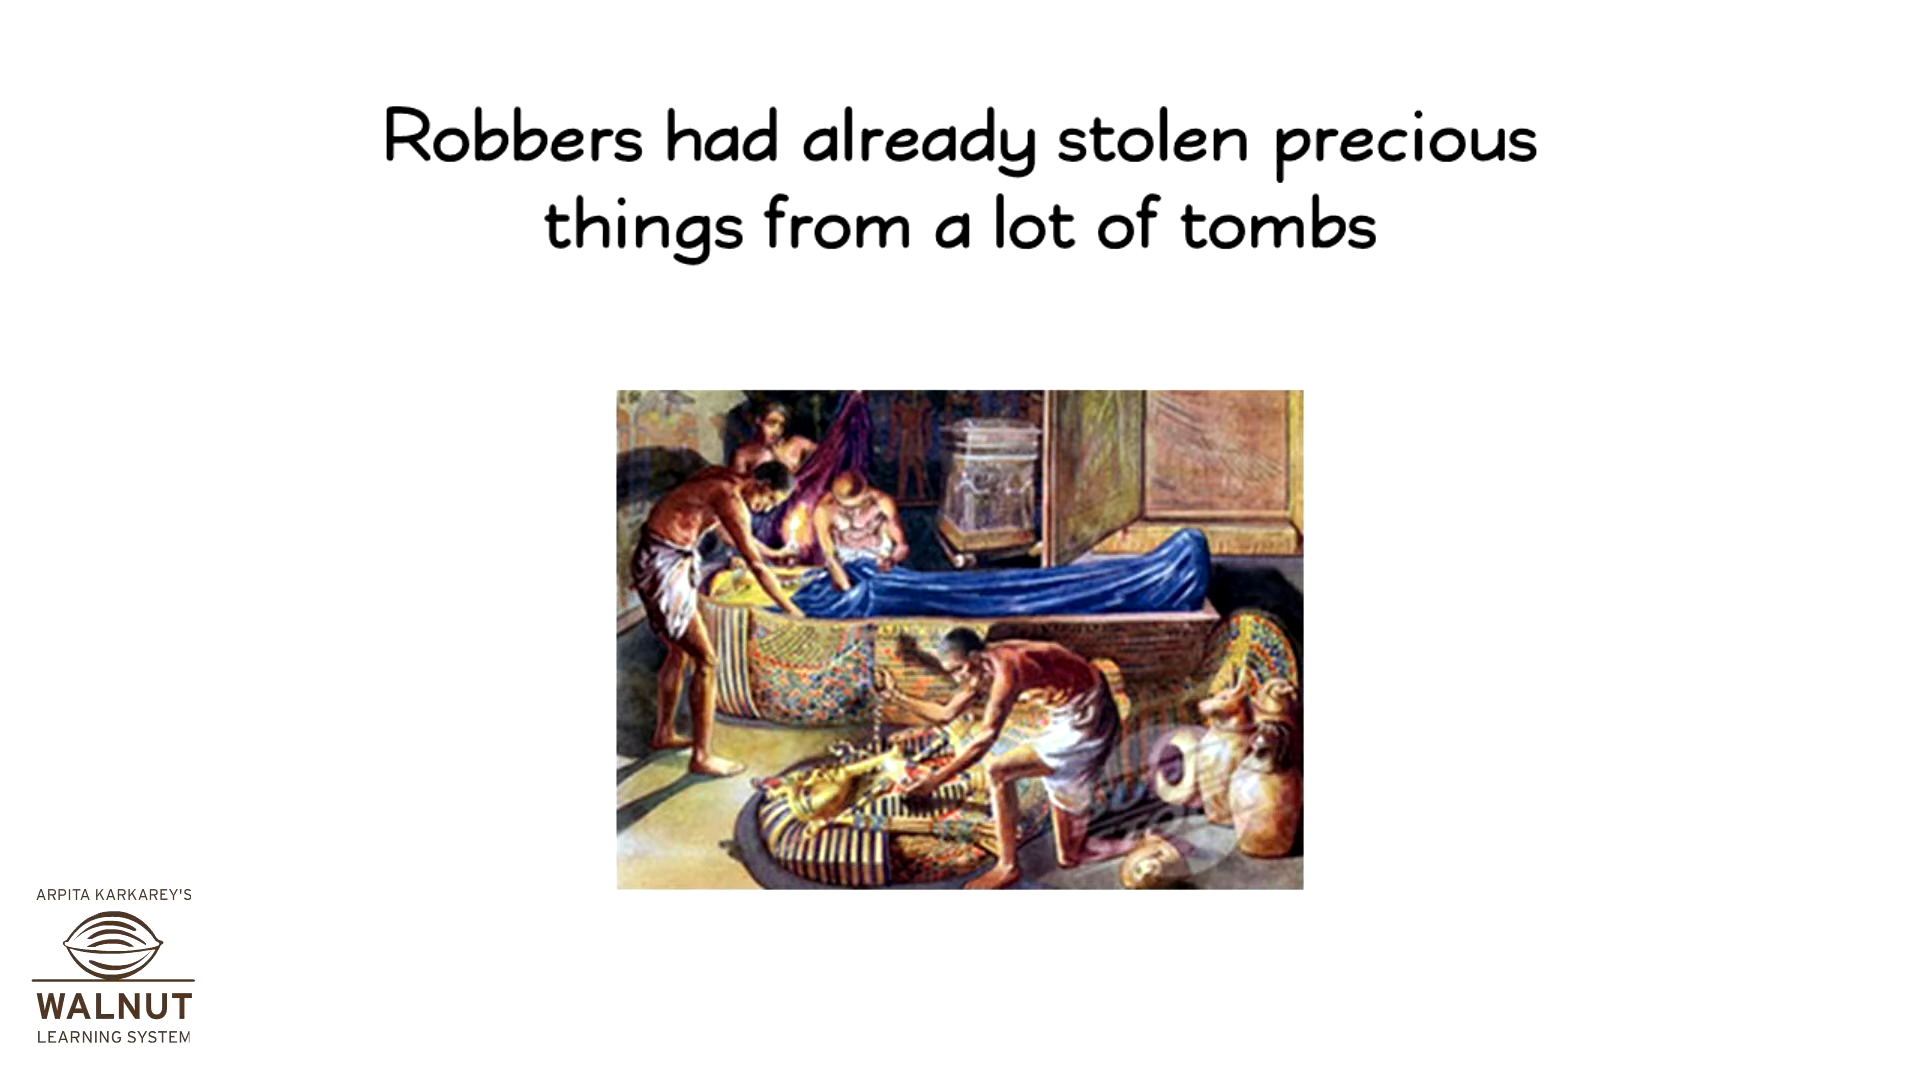 Robbers had already stolen precious
things from a lot of tombs
ARPITA KARKAREY'S
WALNUT
LEARNING SYSTEM